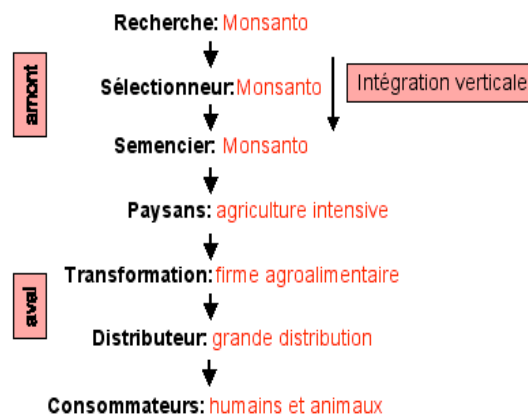 Recherche: Monsanto
amont
Sélectionneur:Monsanto
Intégration verticale
Semencier: Monsanto
Paysans: agriculture intensive
aval
Transformation: firme agroalimentaire
Distributeur: grande distribution
Consommateurs: humains et animaux